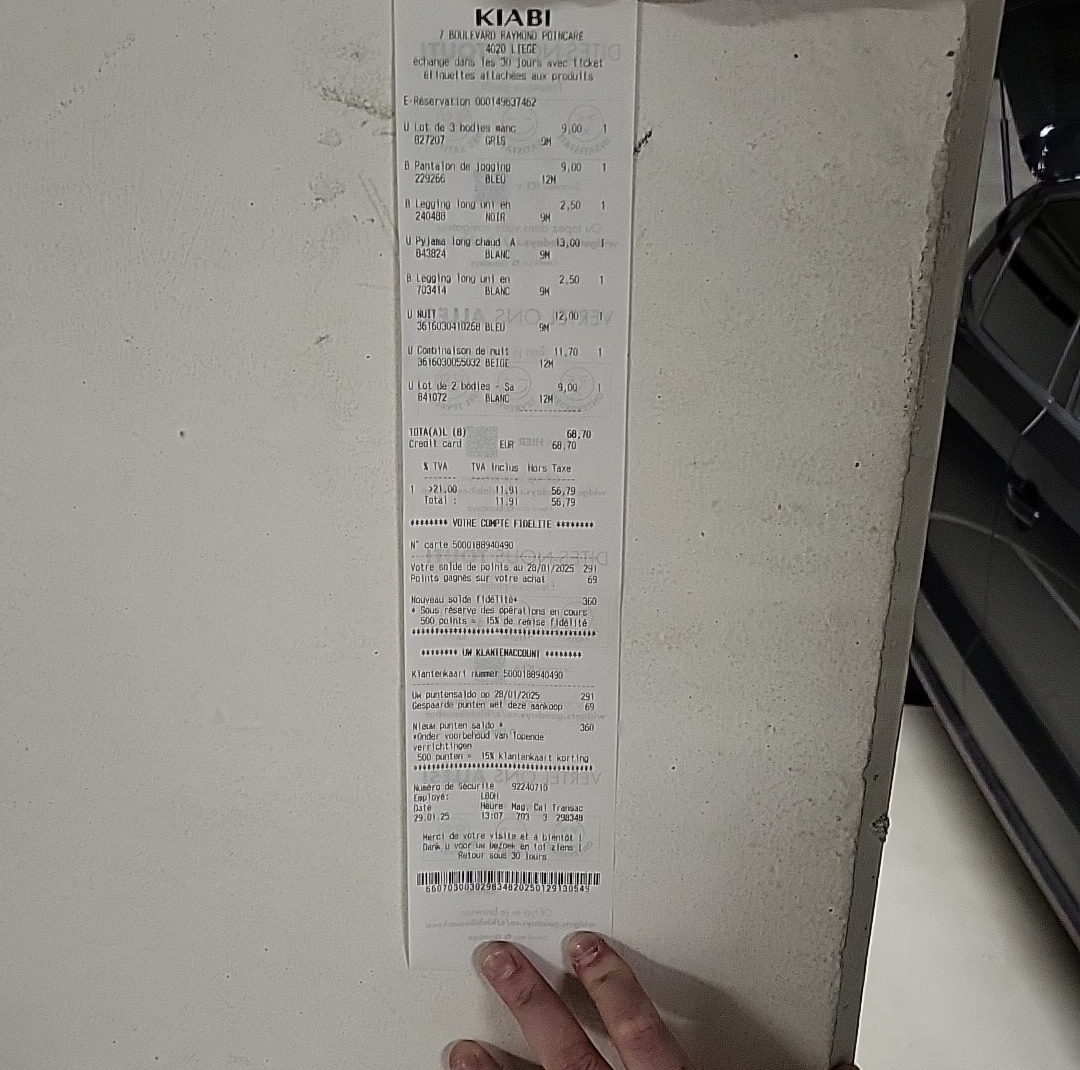 KIABI
7 BOULEVARD RAYMOND POINCARE
4020 LIEGE
échange dans les 30 jours avec ticket
étiquettes attachées aux produits
E-Réservation 000149637462
U Lot de 3 bodies manc 9,00 1
827207 GRIS 9M
B Pantalon de jogging 9,00 1
229266 BLEU 12M
B Legging long uni en 2,50 1
240488 NOIR 9M
U Pyjama long chaud A 13,00 1
843824 BLANC 9M
B Legging long uni en 2,50 1
703414 BLANC 9M
U NUIT 12,00 1
3616030410268 BLEU 9M
U Combinaison de nuit 11,70 1
3616030055032 BEIGE 12M
U Lot de 2 bodies - Sa 9,00 1
841072 BLANC 12M
TOTA(A)L (8) 68,70
Credit card EUR 68,70
% TVA TVA Inclus Hors Taxe
1 >21,00 11,91 56,79
Total : 11,91 56,79
******** VOTRE COMPTE FIDELITE ********
N° carte 5000188940490
Votre solde de points au 28/01/2025 291
Points gagnés sur votre achat 69
Nouveau solde fidélité* 360
* Sous réserve des opérations en cours
500 points = 15% de remise fidélité
******** UW KLANTENACCOUNT ********
Klantenkaart nummer 5000188940490
Uw puntensaldo op 28/01/2025 291
Gespaarde punten met deze aankoop 69
Nieuw punten saldo * 360
*Onder voorbehoud van lopende
verrichtingen
500 punten = 15% klantenkaart korting
Numéro de Sécurité 92240710
Employé: LBOH
Date Heure Mag. Cai Transac
29.01.25 13:07 703 3 298348
Merci de votre visite et à bientôt !
Dank u voor uw bezoek en tot ziens !
Retour sous 30 jours
660703003029834820250129130549